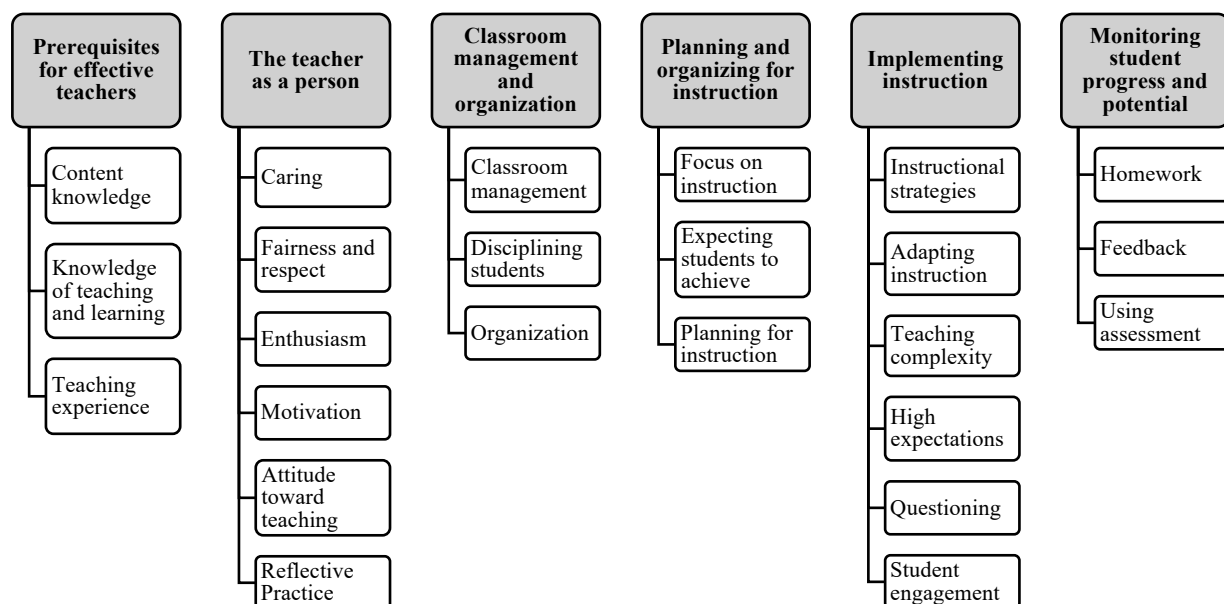 Prerequisites
for effective
teachers
Content
knowledge
Knowledge
of teaching
and learning
Teaching
experience
The teacher
as a person
Caring
Fairness and
respect
Enthusiasm
Motivation
Attitude
toward
teaching
Reflective
Practice
Classroom
management
and
organization
Classroom
management
Disciplining
students
Organization
Planning and
organizing for
instruction
Focus on
instruction
Expecting
students to
achieve
Planning for
instruction
Implementing
instruction
Instructional
strategies
Adapting
instruction
Teaching
complexity
High
expectations
Questioning
Student
engagement
Monitoring
student
progress and
potential
Homework
Feedback
Using
assessment